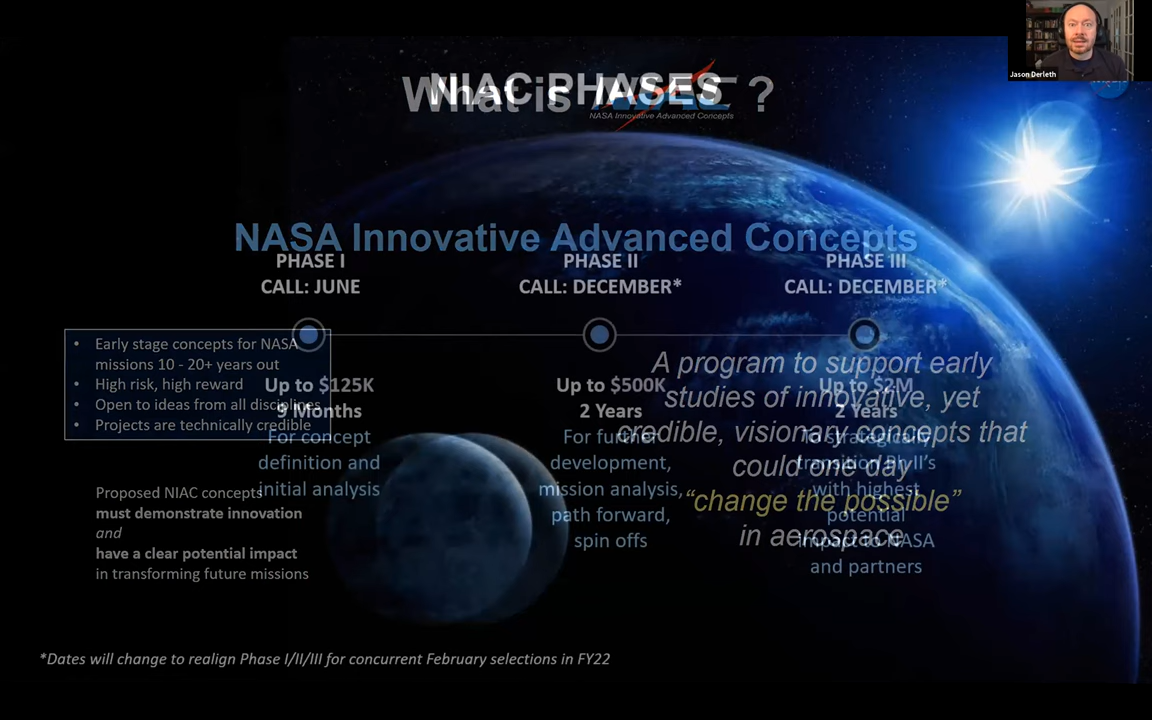 Jason Derleth
What is NIAC ?
NASA Innovative Advanced Concepts
NIAC PHASES
NASA Innovative Advanced Concepts
PHASE I
CALL: JUNE
PHASE II
CALL: DECEMBER*
PHASE III
CALL: DECEMBER*
• Early stage concepts for NASA
missions 10 - 20+ years out
• High risk, high reward
• Open to ideas from all disciplines
• Projects are technically credible
Proposed NIAC concepts
must demonstrate innovation
and
have a clear potential impact
in transforming future missions
Up to $125K
9 Months
For concept
definition and
initial analysis
Up to $500K
2 Years
For further
development,
mission analysis,
path forward,
spin offs
Up to $2M
2 Years
To strategically
transition Ph II's
with highest
potential
impact to NASA
and partners
A program to support early
studies of innovative, yet
credible, visionary concepts that
could one day
“change the possible”
in aerospace
*Dates will change to realign Phase I/II/III for concurrent February selections in FY22